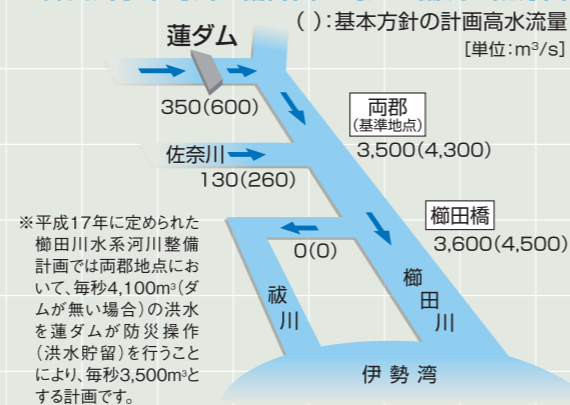 ( ):基本方針の計画高水流量
[単位:m³/s]
蓮ダム
350(600)
両郡
(基準地点)
3,500(4,300)
佐奈川
130(260)
櫛田橋
3,600(4,500)
0(0)
祓川
櫛田川
伊勢湾
※平成17年に定められた
櫛田川水系河川整備
計画では両郡地点にお
いて、毎秒4,100m³(ダ
ムが無い場合)の洪水
を蓮ダムが防災操作
(洪水貯留)を行うこと
により、毎秒3,500m³と
する計画です。